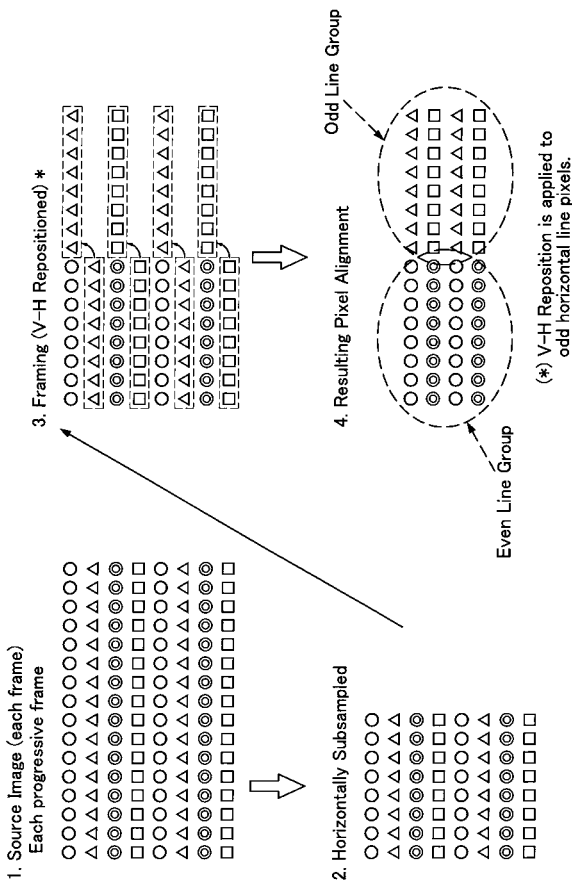 1. Source Image (each frame)
Each progressive frame
2. Horizontally Subsampled
3. Framing (V-H Repositioned) *
4. Resulting Pixel Alignment
Odd Line Group
Even Line Group
(*) V-H Reposition is applied to
odd horizontal line pixels.